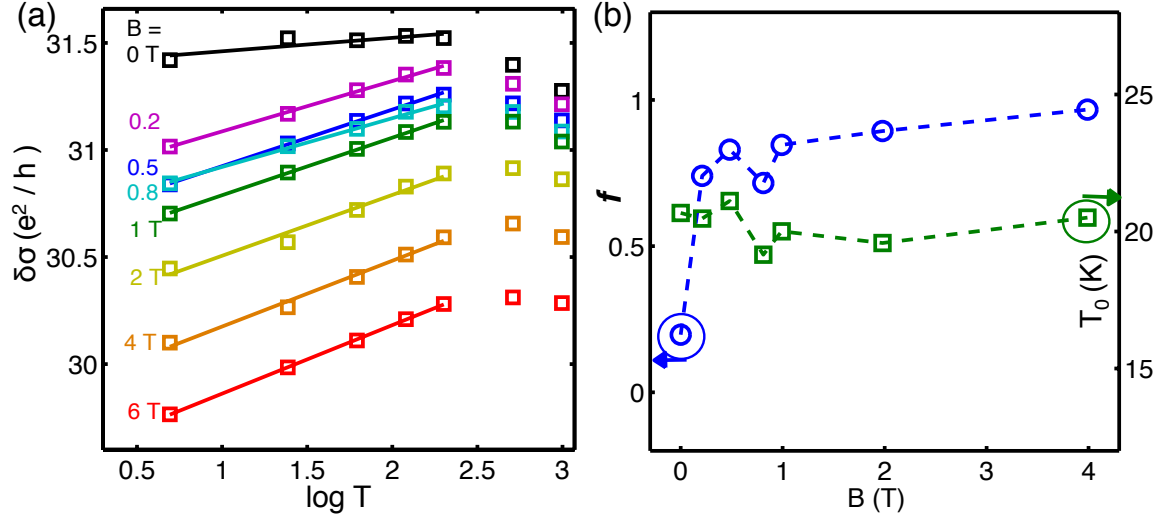 (a)
B =
0 T
0.2
0.5
0.8
1 T
2 T
4 T
6 T
31.5
31
30.5
30
δσ (e² / h)
0.5 1 1.5 2 2.5 3.0
log T
(b)
1
0.5
0
f
25
20
15
T₀ (K)
0 1 2 3 4
B (T)